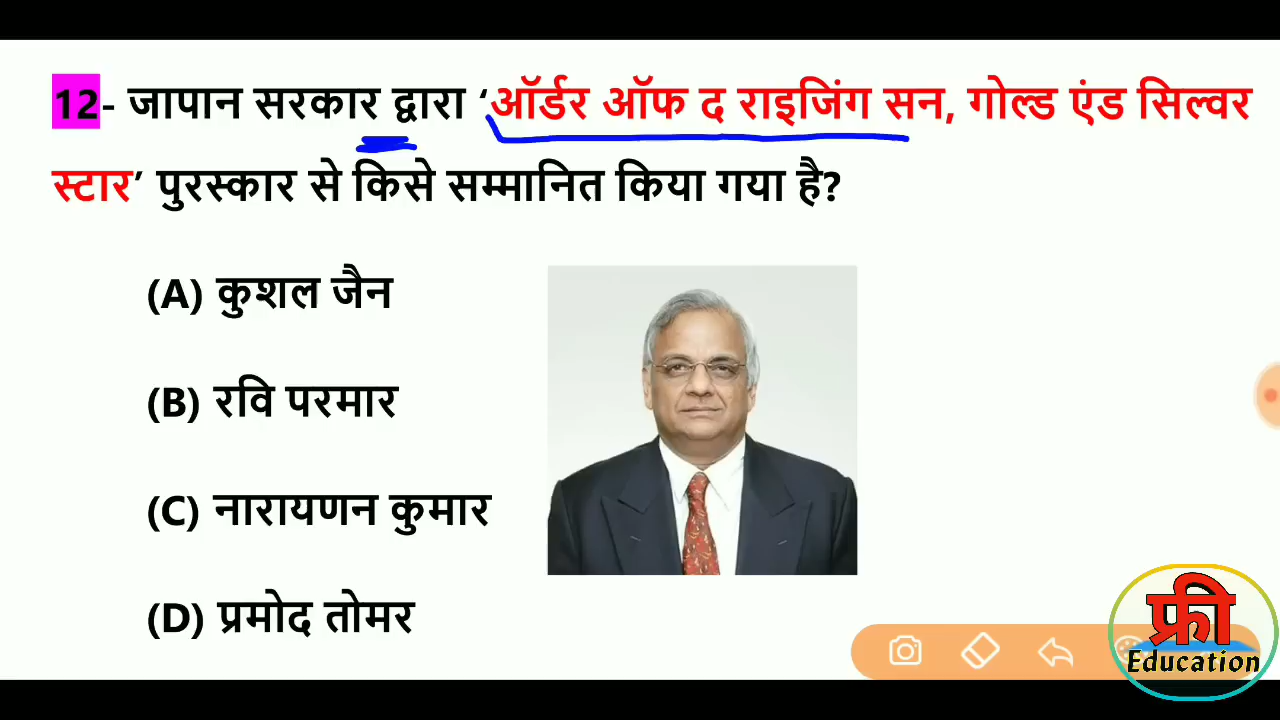 12- जापान सरकार द्वारा ‘ऑर्डर ऑफ द राइजिंग सन, गोल्ड एंड सिल्वर
स्टार’ पुरस्कार से किसे सम्मानित किया गया है?
(A) कुशल जैन
(B) रवि परमार
(C) नारायणन कुमार
(D) प्रमोद तोमर
फ्री
Education